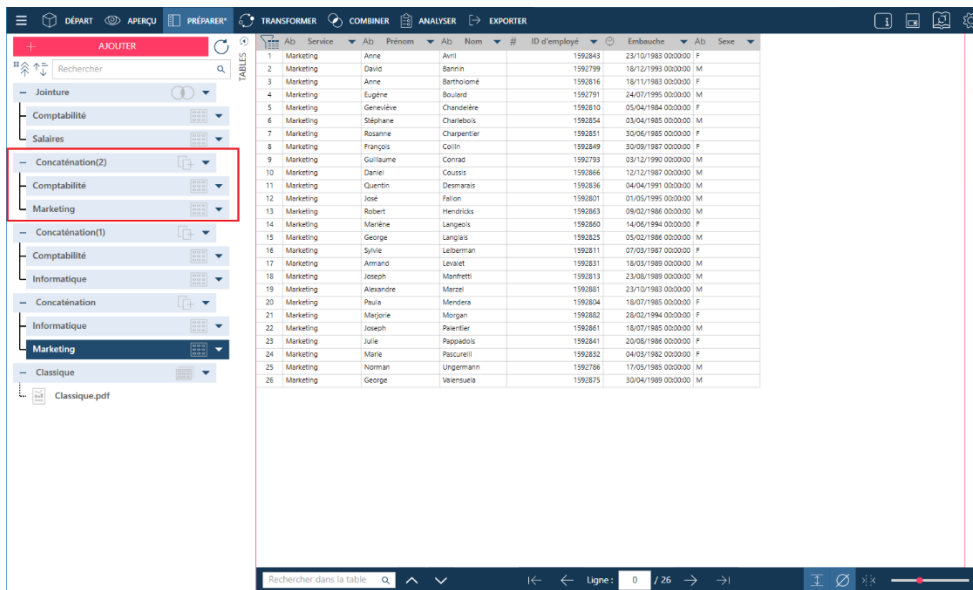 DÉPART APERÇU PRÉPARER* TRANSFORMER COMBINER ANALYSER EXPORTER
AJOUTER
Rechercher
TABLES
Jointure
Comptabilité
Salaires
Concaténation(2)
Comptabilité
Marketing
Concaténation(1)
Comptabilité
Informatique
Concaténation
Informatique
Marketing
Classique
Classique.pdf
Ab Service Ab Prénom Ab Nom # ID d'employé Embauche Ab Sexe
1 Marketing Anne Avril 1592843 23/10/1983 00:00:00 F
2 Marketing David Bannin 1592799 18/12/1993 00:00:00 M
3 Marketing Anne Bartholomé 1592816 18/11/1983 00:00:00 F
4 Marketing Eugène Boulard 1592791 24/07/1995 00:00:00 M
5 Marketing Geneviève Chandelère 1592810 05/04/1984 00:00:00 F
6 Marketing Stéphane Charlebois 1592854 03/04/1985 00:00:00 M
7 Marketing Rosanne Charpentier 1592851 30/06/1985 00:00:00 F
8 Marketing François Collin 1592849 30/09/1987 00:00:00 F
9 Marketing Guillaume Conrad 1592793 03/12/1990 00:00:00 M
10 Marketing Daniel Coussis 1592866 12/12/1987 00:00:00 M
11 Marketing Quentin Desmarais 1592836 04/04/1991 00:00:00 M
12 Marketing José Fallon 1592801 01/05/1995 00:00:00 M
13 Marketing Robert Hendricks 1592863 09/02/1986 00:00:00 M
14 Marketing Marlène Langeois 1592860 14/06/1994 00:00:00 F
15 Marketing George Langlais 1592825 05/02/1986 00:00:00 M
16 Marketing Sylvie Leiberman 1592811 07/03/1987 00:00:00 F
17 Marketing Armand Levalet 1592831 18/03/1989 00:00:00 M
18 Marketing Joseph Manfretti 1592813 23/08/1989 00:00:00 M
19 Marketing Alexandre Marzel 1592881 23/10/1983 00:00:00 M
20 Marketing Paula Mendera 1592804 18/07/1985 00:00:00 F
21 Marketing Marjorie Morgan 1592882 28/02/1994 00:00:00 F
22 Marketing Joseph Palentier 1592861 18/07/1985 00:00:00 M
23 Marketing Julie Pappadois 1592841 20/08/1986 00:00:00 F
24 Marketing Marie Pascurelli 1592832 04/03/1982 00:00:00 F
25 Marketing Norman Ungermann 1592786 17/05/1985 00:00:00 M
26 Marketing George Valensuela 1592875 30/04/1989 00:00:00 M
Rechercher dans la table Ligne : 0 / 26